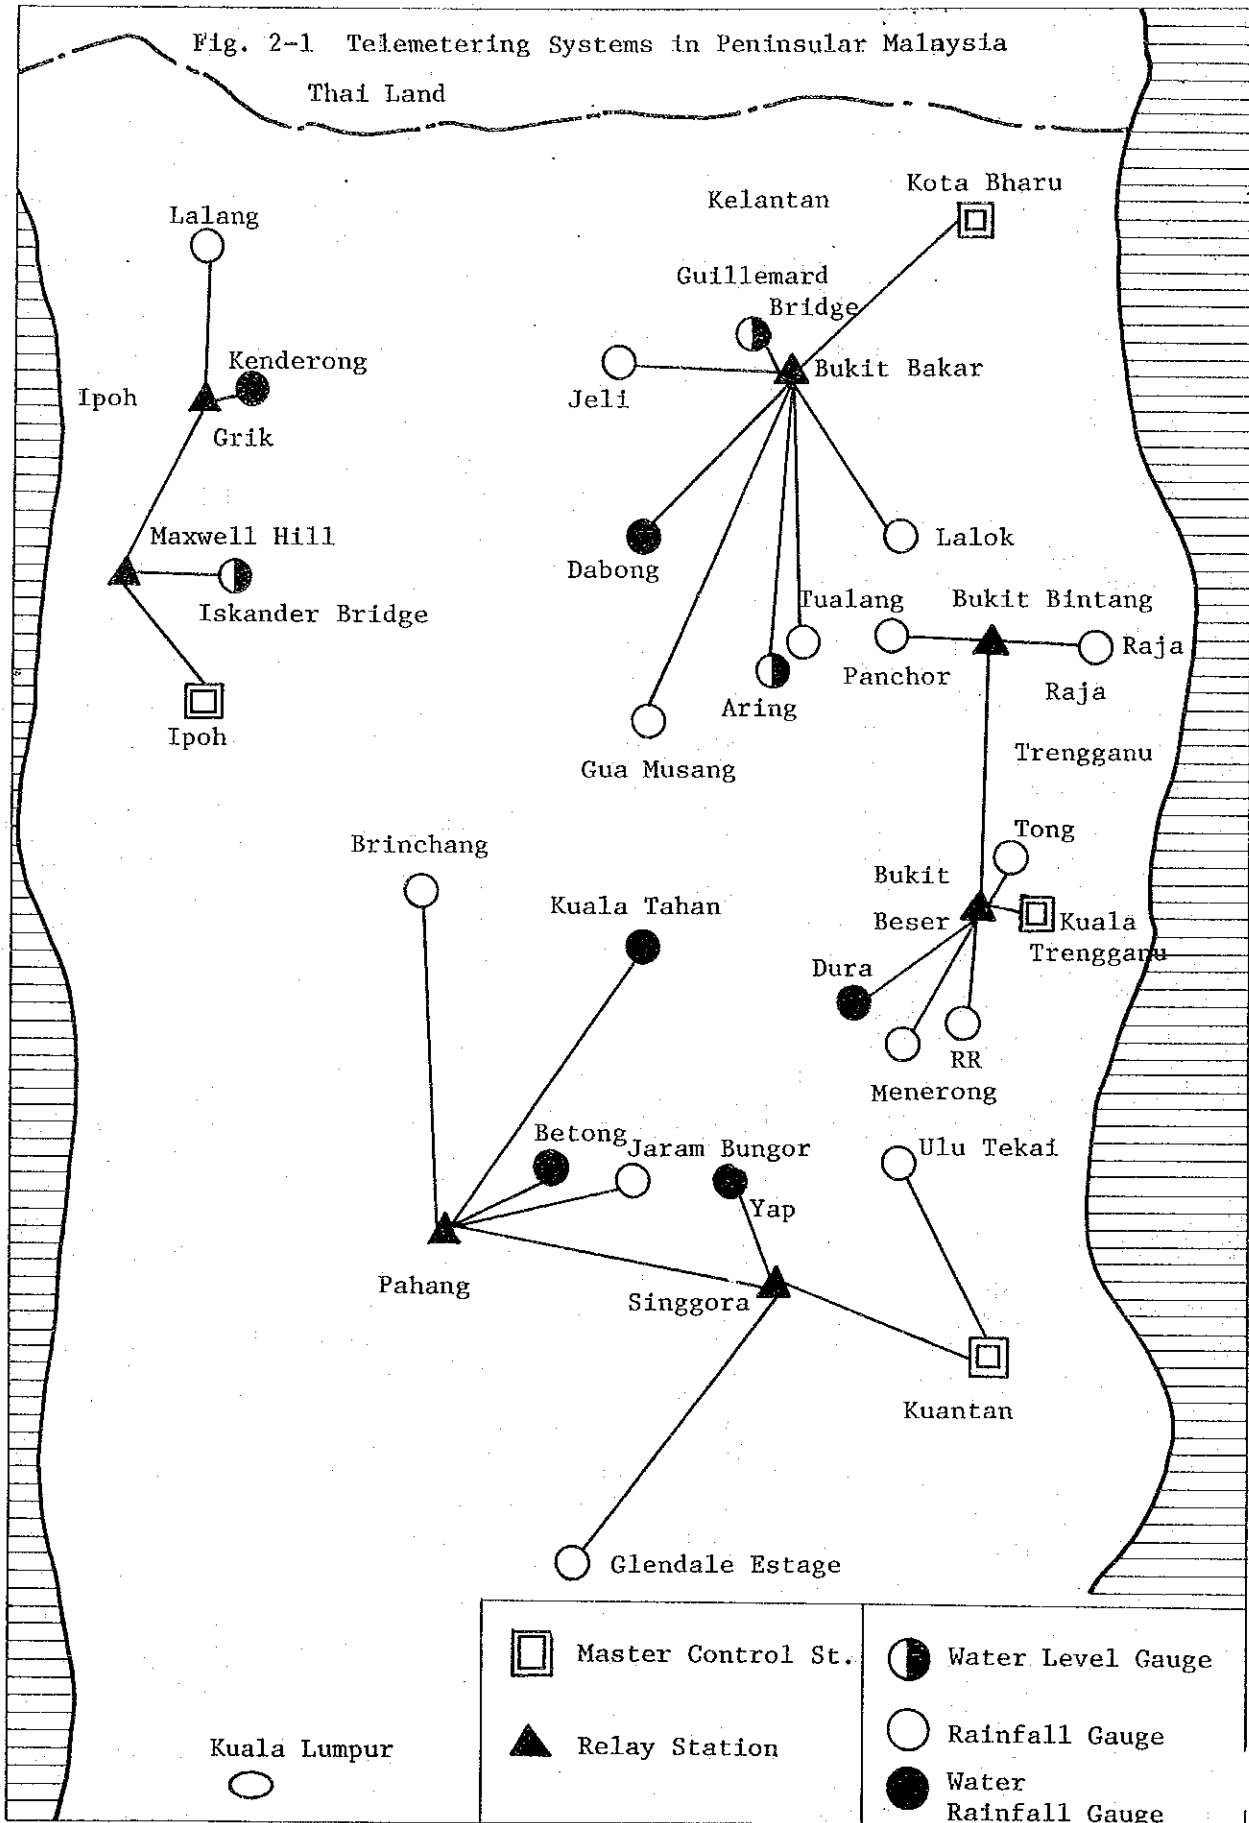 Fig. 2-1 Telemetering Systems in Peninsular Malaysia
Thai Land
Kota Bharu
Kelantan
Lalang
Guillemard
Bridge
Kenderong
Bukit Bakar
Ipoh
Jeli
Grik
Maxwell Hill
Lalok
Dabong
Iskander Bridge
Tualang
Bukit Bintang
Raja
Panchor
Raja
Aring
Ipoh
Gua Musang
Trengganu
Tong
Brinchang
Bukit
Kuala Tahan
Beser
Kuala
Trengganu
Dura
RR
Menerong
Betong
Jaram Bungor
Ulu Tekai
Yap
Pahang
Singgora
Kuantan
Glendale Estage
Master Control St.
Water Level Gauge
Relay Station
Rainfall Gauge
Kuala Lumpur
Water
Rainfall Gauge